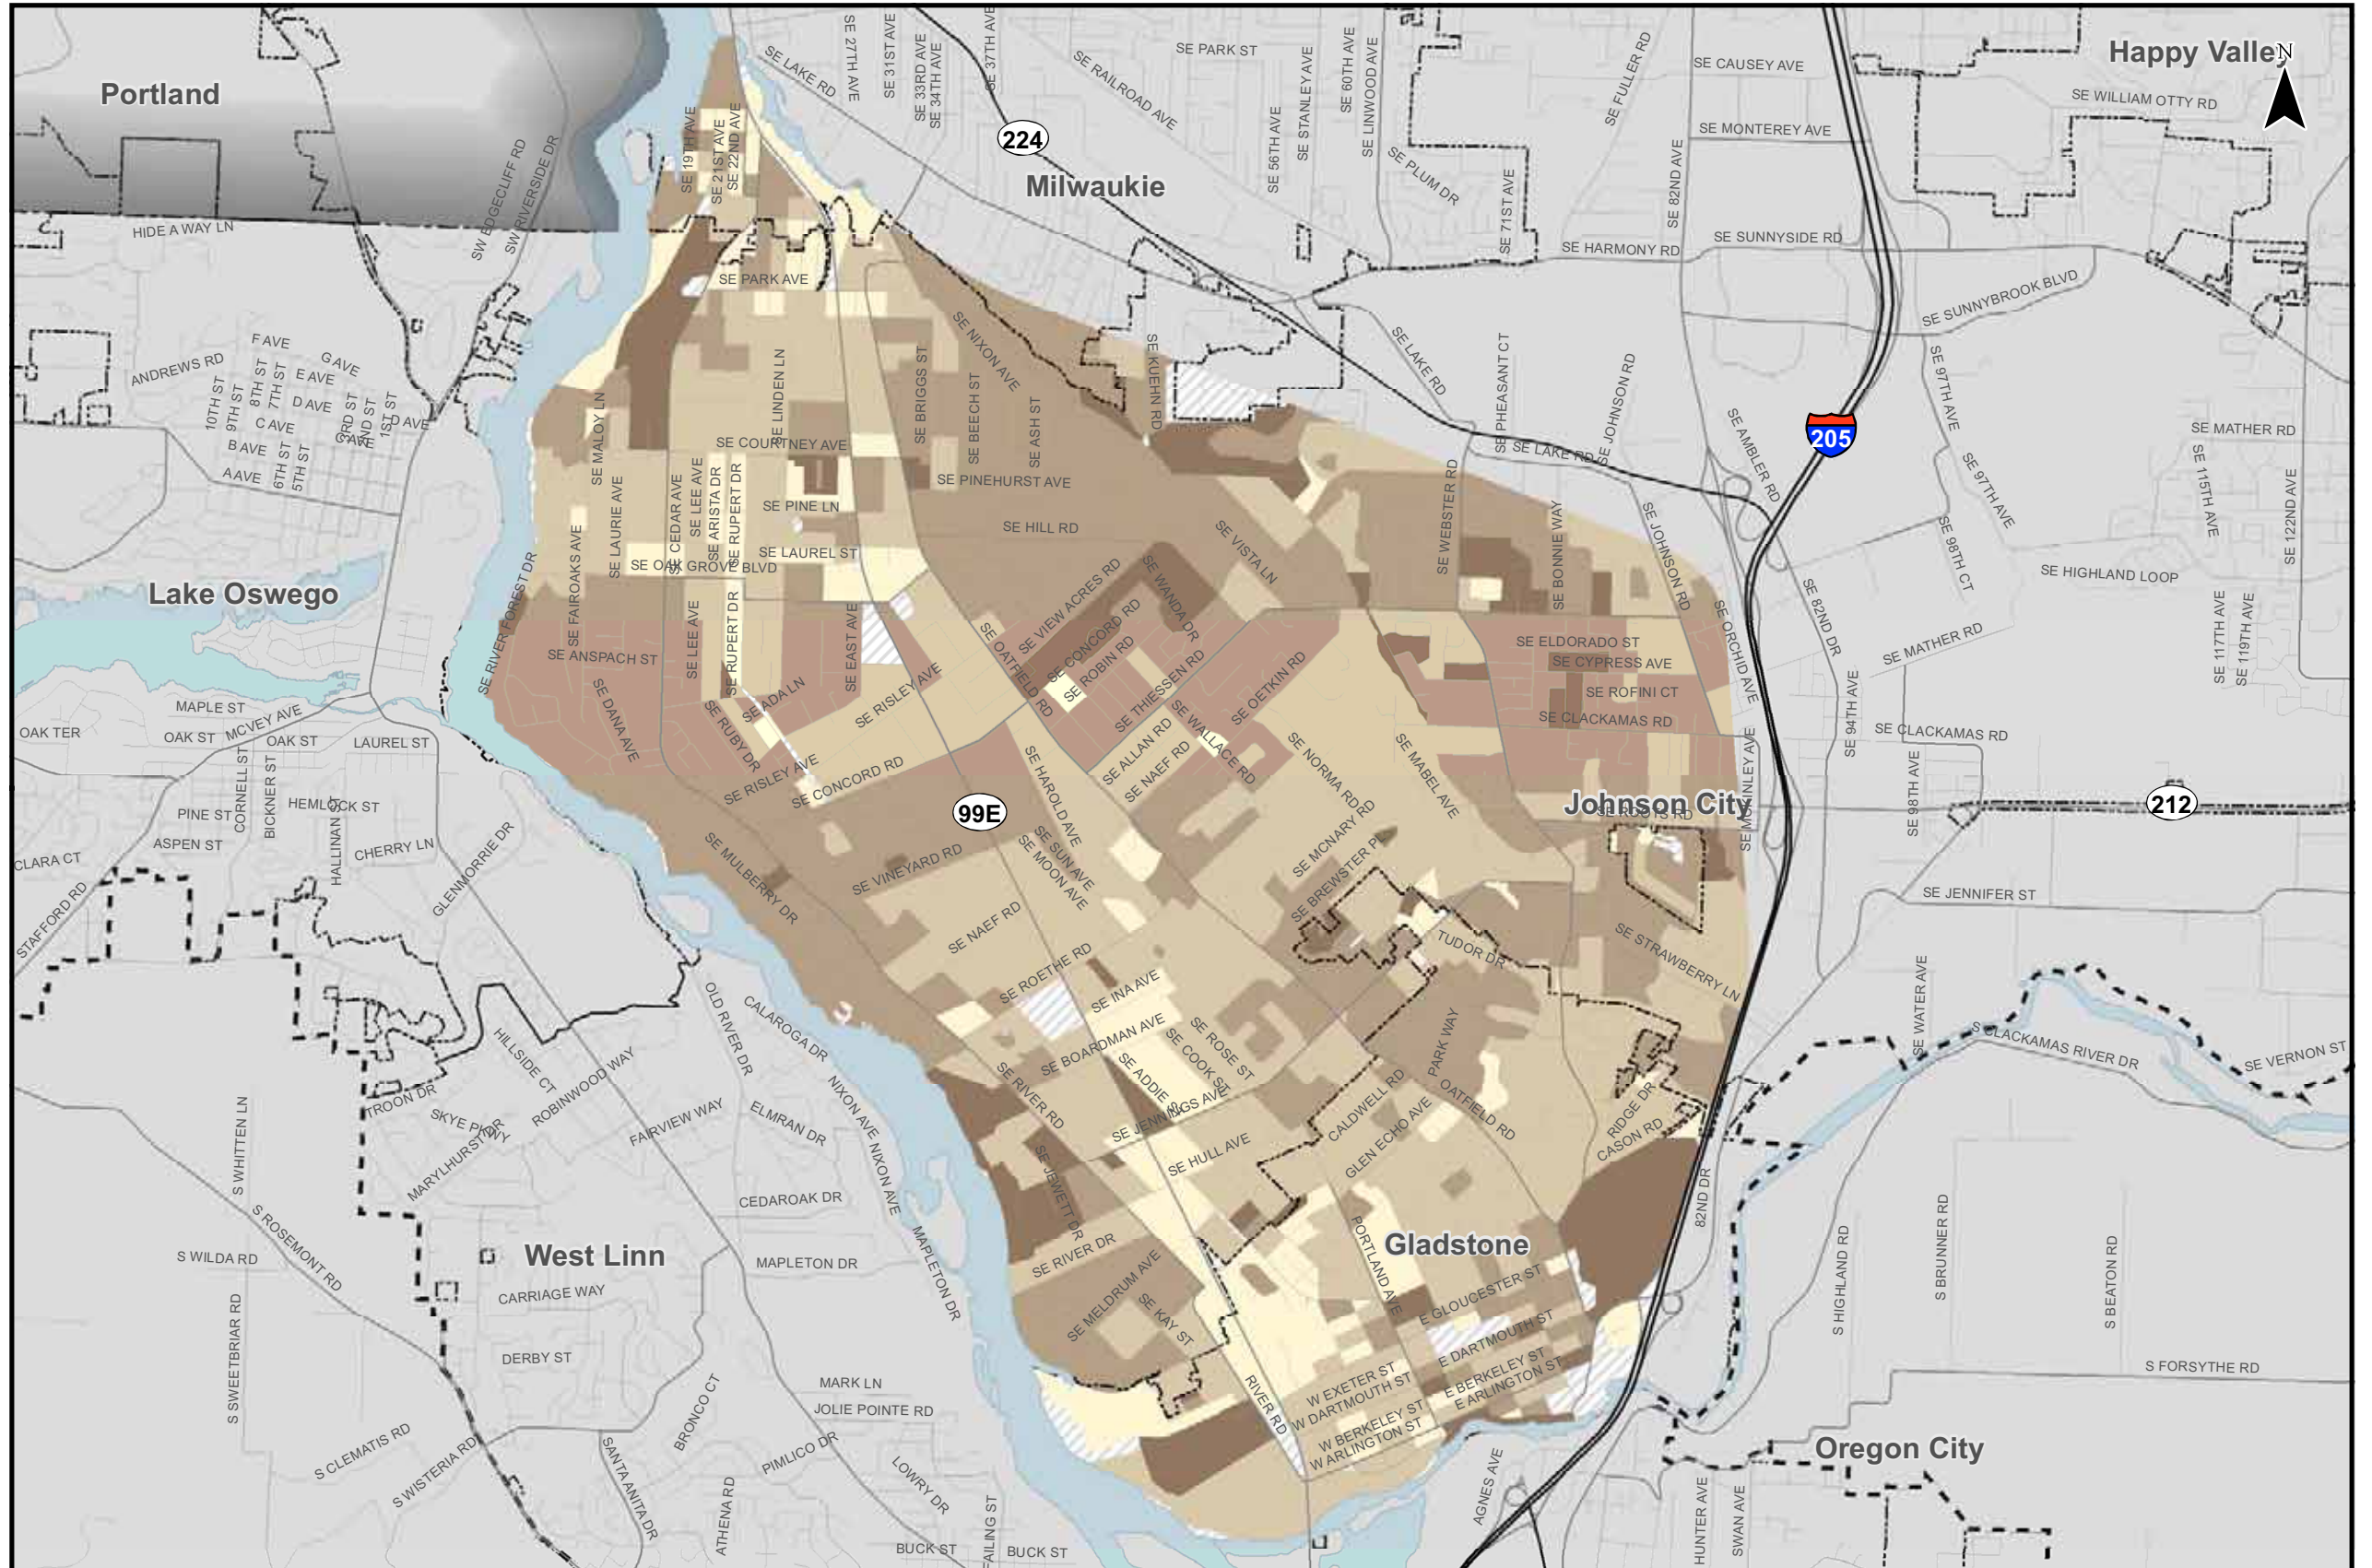 Portland
Happy Valley
N
Milwaukie
Lake Oswego
Johnson City
West Linn
Gladstone
Oregon City
224
205
212
99E
SE LAKE RD
SE 27TH AVE
SE 31ST AVE
SE 33RD AVE
SE 34TH AVE
SE 37TH AVE
SE RAILROAD AVE
SE PARK ST
SE 56TH AVE
SE STANLEY AVE
SE 60TH AVE
SE LINWOOD AVE
SE PLUM DR
SE FULLER RD
SE 71ST AVE
SE 82ND AVE
SE CAUSEY AVE
SE MONTEREY AVE
SE WILLIAM OTTY RD
SE HARMONY RD
SE SUNNYSIDE RD
SE SUNNYBROOK BLVD
SE 19TH AVE
SE 21ST AVE
SE 22ND AVE
SW EDGECLIFF RD
SW RIVERSIDE DR
HIDE A WAY LN
SE PARK AVE
F AVE
G AVE
ANDREWS RD
E AVE
D AVE
C AVE
B AVE
A AVE
10TH ST
9TH ST
8TH ST
7TH ST
6TH ST
5TH ST
3RD ST
2ND ST
1ST ST
D AVE
SE MALOY LN
SE LINDEN LN
SE COURTNEY AVE
SE BRIGGS ST
SE BEECH ST
SE NIXON AVE
SE ASH ST
SE KUEHN RD
SE LAKE RD
SE PHEASANT CT
SE JOHNSON RD
SE LAKE RD
SE AMBLER RD
SE 97TH AVE
SE 97TH AVE
SE 98TH CT
SE MATHER RD
SE 115TH AVE
SE 122ND AVE
SE PINEHURST AVE
SE LAURIE AVE
SE CEDAR AVE
SE LEE AVE
SE ARISTA DR
SE RUPERT DR
SE PINE LN
SE HILL RD
SE VISTA LN
SE WEBSTER RD
SE BONNIE WAY
SE JOHNSON RD
SE LAUREL ST
SE OAK GROVE BLVD
SE FAIROAKS AVE
SE RIVER FOREST DR
SE VIEW ACRES RD
SE WANDA DR
SE CONCORD RD
SE ROBIN RD
SE OATFIELD RD
SE HIGHLAND LOOP
SE 82ND DR
SE ORCHID AVE
SE MATHER RD
SE 117TH AVE
SE 119TH AVE
SE ANSPACH ST
SE LEE AVE
SE RUPERT DR
SE EAST AVE
SE ADA LN
SE RISLEY AVE
SE THIESSEN RD
SE OETKIN RD
SE WALLACE RD
SE ELDORADO ST
SE CYPRESS AVE
SE ROFINI CT
SE CLACKAMAS RD
SE DANA AVE
SE RUBY DR
SE RISLEY AVE
SE CONCORD RD
SE ALLAN RD
SE NAEF RD
SE NORMA RD
SE MABEL AVE
SE 94TH AVE
SE CLACKAMAS RD
SE 98TH AVE
SE MCKINLEY AVE
SE ROOTS RD
MAPLE ST
MCVEY AVE
OAK TER
OAK ST
OAK ST
LAUREL ST
CORNELL ST
BICKNER ST
HEMLOCK ST
PINE ST
HALLINAN ST
ASPEN ST
CHERRY LN
CLARA CT
STAFFORD RD
GLENMORRIE DR
SE HAROLD AVE
SE SUN AVE
SE MOON AVE
SE MULBERRY DR
SE VINEYARD RD
SE MCNARY RD
SE BREWSTER PL
SE JENNIFER ST
SE NAEF RD
SE ROETHE RD
SE INA AVE
TUDOR DR
SE STRAWBERRY LN
SE WATER AVE
S CLACKAMAS RIVER DR
SE VERNON ST
OLD RIVER DR
CALAROGA DR
SE BOARDMAN AVE
SE ROSE ST
SE COOK ST
SE ADDIE ST
SE JENNINGS AVE
SE RIVER RD
PARK WAY
CALDWELL RD
OATFIELD RD
GLEN ECHO AVE
RIDGE DR
CASON RD
HILLSIDE CT
ROBINWOOD WAY
TROON DR
SKYE PKWY
MARYLHURST DR
FAIRVIEW WAY
ELMRAN DR
NIXON AVE
NIXON AVE
SE HULL AVE
SE JEWETT DR
S WHITTEN LN
S ROSEMONT RD
CEDAROAK DR
MAPLETON DR
MAPLETON DR
S WILDA RD
CARRIAGE WAY
SE RIVER DR
SE MELDRUM AVE
SE KAY ST
PORTLAND AVE
82ND DR
S HIGHLAND RD
S BRUNNER RD
S BEATON RD
E GLOUCESTER ST
E DARTMOUTH ST
E BERKELEY ST
E ARLINGTON ST
W EXETER ST
W DARTMOUTH ST
W BERKELEY ST
W ARLINGTON ST
RIVER RD
S SWEETBRIAR RD
DERBY ST
MARK LN
JOLIE POINTE RD
BRONCO CT
S FORSYTHE RD
S CLEMATIS RD
S WISTERIA RD
SANTA ANITA DR
PIMLICO DR
LOWRY DR
ATHENA RD
AGNES AVE
HUNTER AVE
SWAN AVE
BUCK ST
FAILING ST
BUCK ST